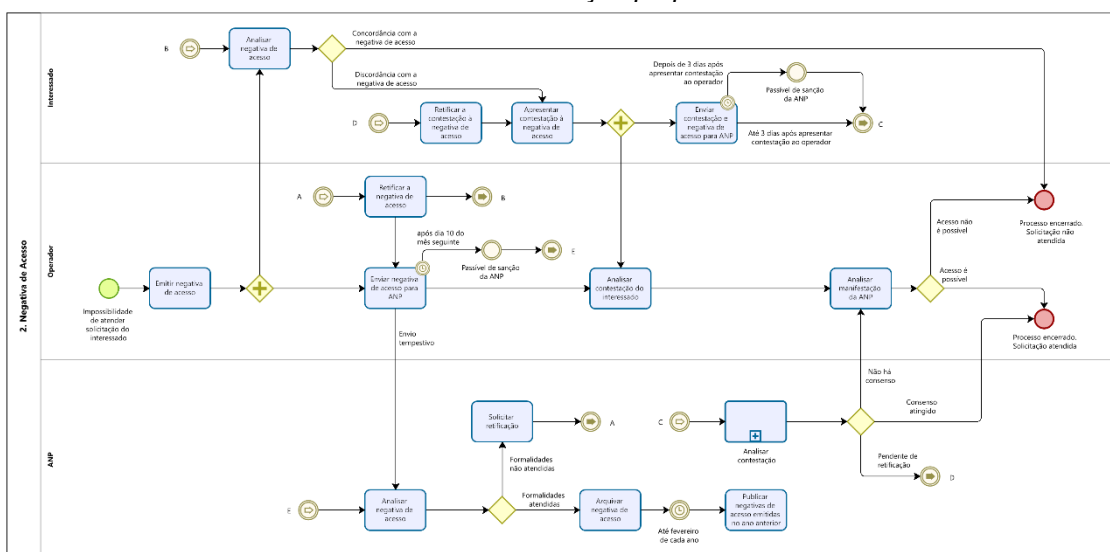 2. Negativa de Acesso
Interessado
B
Analisar
negativa de
acesso
Concordância com a
negativa de acesso
Discordância com a
negativa de acesso
D
Retificar a
contestação à
negativa de
acesso
Apresentar
contestação à
negativa de
acesso
Enviar
contestação e
negativa de
acesso para ANP
Depois de 3 dias após
apresentar contestação
ao operador
Passível de sanção
da ANP
Até 3 dias após apresentar
contestação ao operador
C
Operador
A
Retificar a
negativa de
acesso
B
Impossibilidade
de atender
solicitação do
interessado
Emitir negativa
de acesso
Enviar negativa
de acesso para
ANP
após dia 10 do
mês seguinte
Passível de sanção
da ANP
E
Envio
tempestivo
Analisar
contestação do
interessado
Analisar
manifestação
da ANP
Acesso não
é possível
Acesso é
possível
Processo encerrado.
Solicitação não
atendida
Processo encerrado.
Solicitação atendida
ANP
E
Analisar
negativa de
acesso
Formalidades
não atendidas
Solicitar
retificação
A
Formalidades
atendidas
Arquivar
negativa de
acesso
Até fevereiro
de cada ano
Publicar
negativas de
acesso emitidas
no ano anterior
C
Analisar
contestação
Não há
consenso
Consenso
atingido
Pendente de
retificação
D